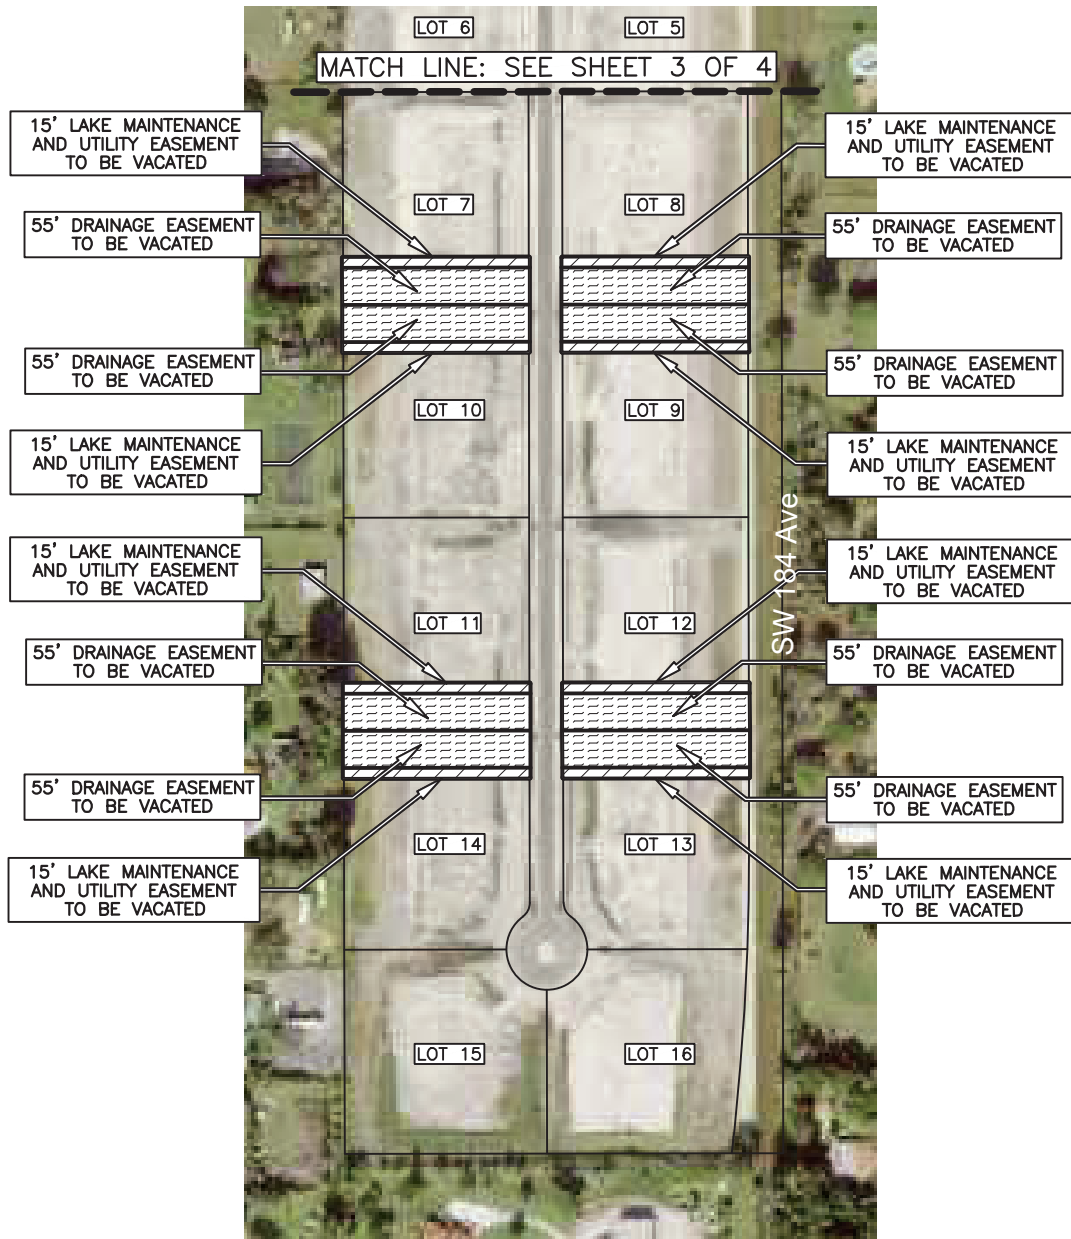 LOT 6
LOT 5
MATCH LINE: SEE SHEET 3 OF 4
15' LAKE MAINTENANCE
AND UTILITY EASEMENT
TO BE VACATED
15' LAKE MAINTENANCE
AND UTILITY EASEMENT
TO BE VACATED
LOT 7
LOT 8
55' DRAINAGE EASEMENT
TO BE VACATED
55' DRAINAGE EASEMENT
TO BE VACATED
55' DRAINAGE EASEMENT
TO BE VACATED
55' DRAINAGE EASEMENT
TO BE VACATED
LOT 10
LOT 9
15' LAKE MAINTENANCE
AND UTILITY EASEMENT
TO BE VACATED
15' LAKE MAINTENANCE
AND UTILITY EASEMENT
TO BE VACATED
SW 184 Ave
15' LAKE MAINTENANCE
AND UTILITY EASEMENT
TO BE VACATED
15' LAKE MAINTENANCE
AND UTILITY EASEMENT
TO BE VACATED
LOT 11
LOT 12
55' DRAINAGE EASEMENT
TO BE VACATED
55' DRAINAGE EASEMENT
TO BE VACATED
55' DRAINAGE EASEMENT
TO BE VACATED
55' DRAINAGE EASEMENT
TO BE VACATED
LOT 14
LOT 13
15' LAKE MAINTENANCE
AND UTILITY EASEMENT
TO BE VACATED
15' LAKE MAINTENANCE
AND UTILITY EASEMENT
TO BE VACATED
LOT 15
LOT 16